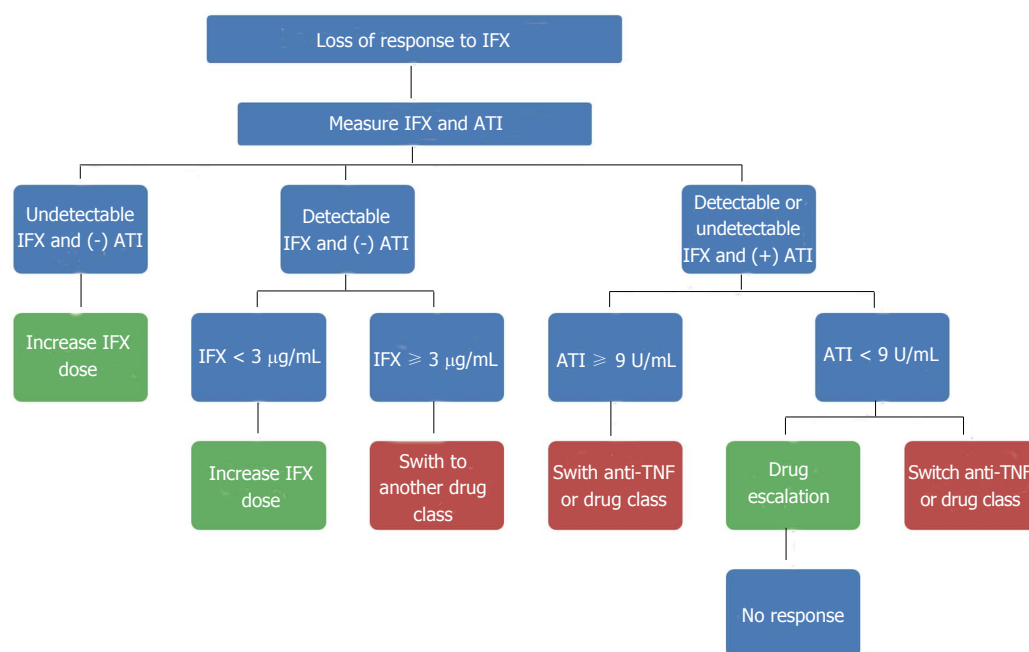 Loss of response to IFX
Measure IFX and ATI
Undetectable
IFX and (-) ATI
Detectable
IFX and (-) ATI
Detectable or
undetectable
IFX and (+) ATI
Increase IFX
dose
IFX < 3 μg/mL
IFX ⩾ 3 μg/mL
ATI ⩾ 9 U/mL
ATI < 9 U/mL
Increase IFX
dose
Swith to
another drug
class
Swith anti-TNF
or drug class
Drug
escalation
Switch anti-TNF
or drug class
No response